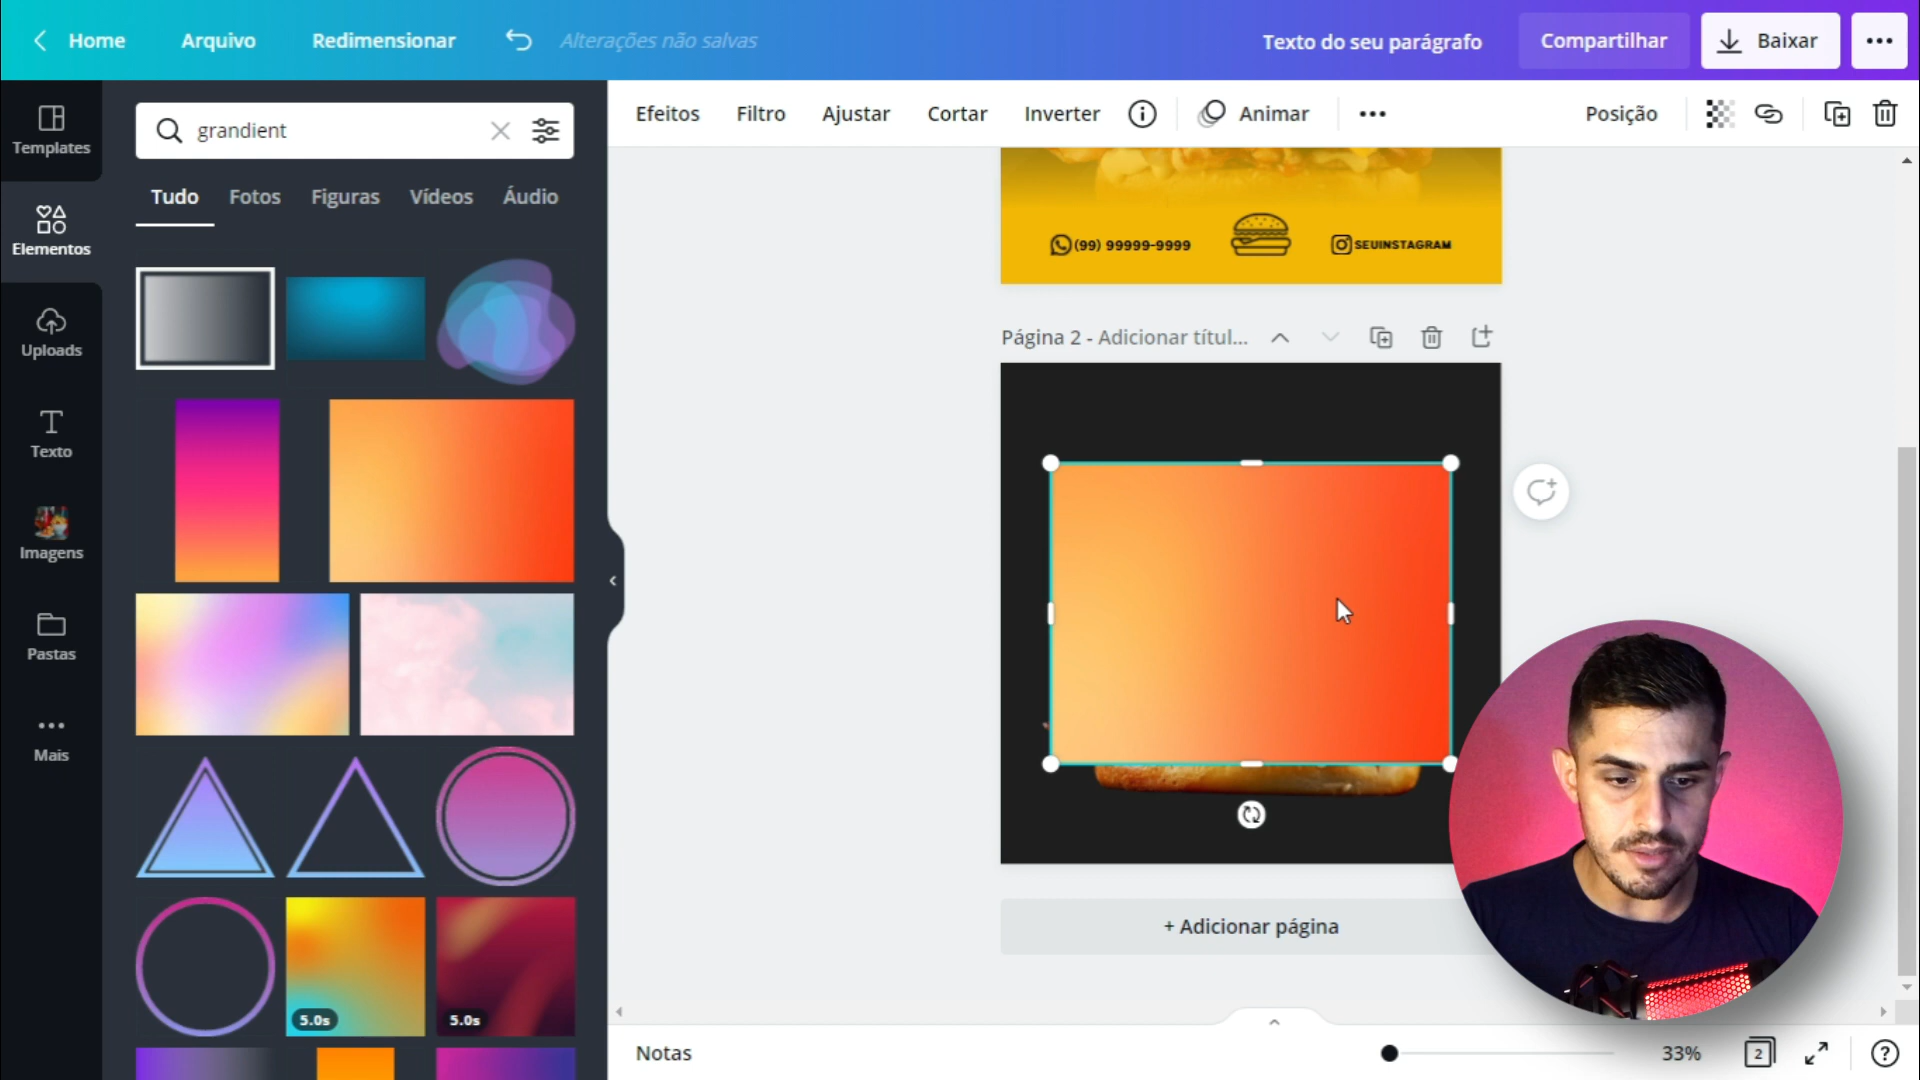 Home
Arquivo
Redimensionar
Alterações não salvas
Texto do seu parágrafo
Compartilhar
Baixar
Templates
Elementos
Uploads
Texto
Imagens
Pastas
Mais
grandient
Tudo
Fotos
Figuras
Vídeos
Áudio
5.0s
5.0s
Efeitos
Filtro
Ajustar
Cortar
Inverter
Animar
Posição
(99) 99999-9999
SEUINSTAGRAM
Página 2 - Adicionar títul...
+ Adicionar página
Notas
33%
2